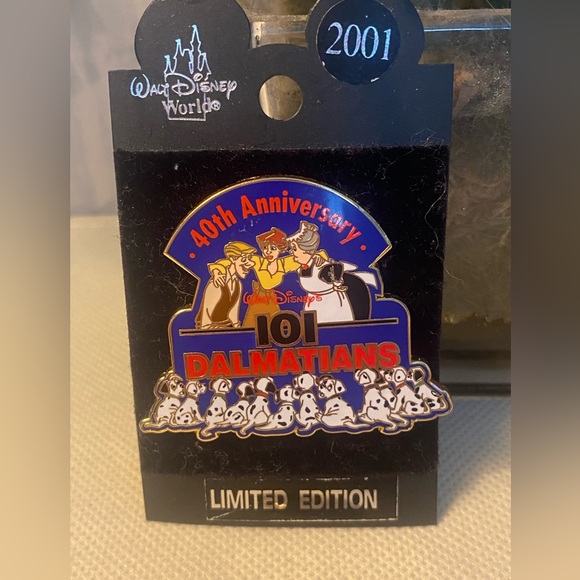 WALT DISNEY
World®
2001
• 40th Anniversary •
WALT DISNEY'S
101
DALMATIANS
LIMITED EDITION